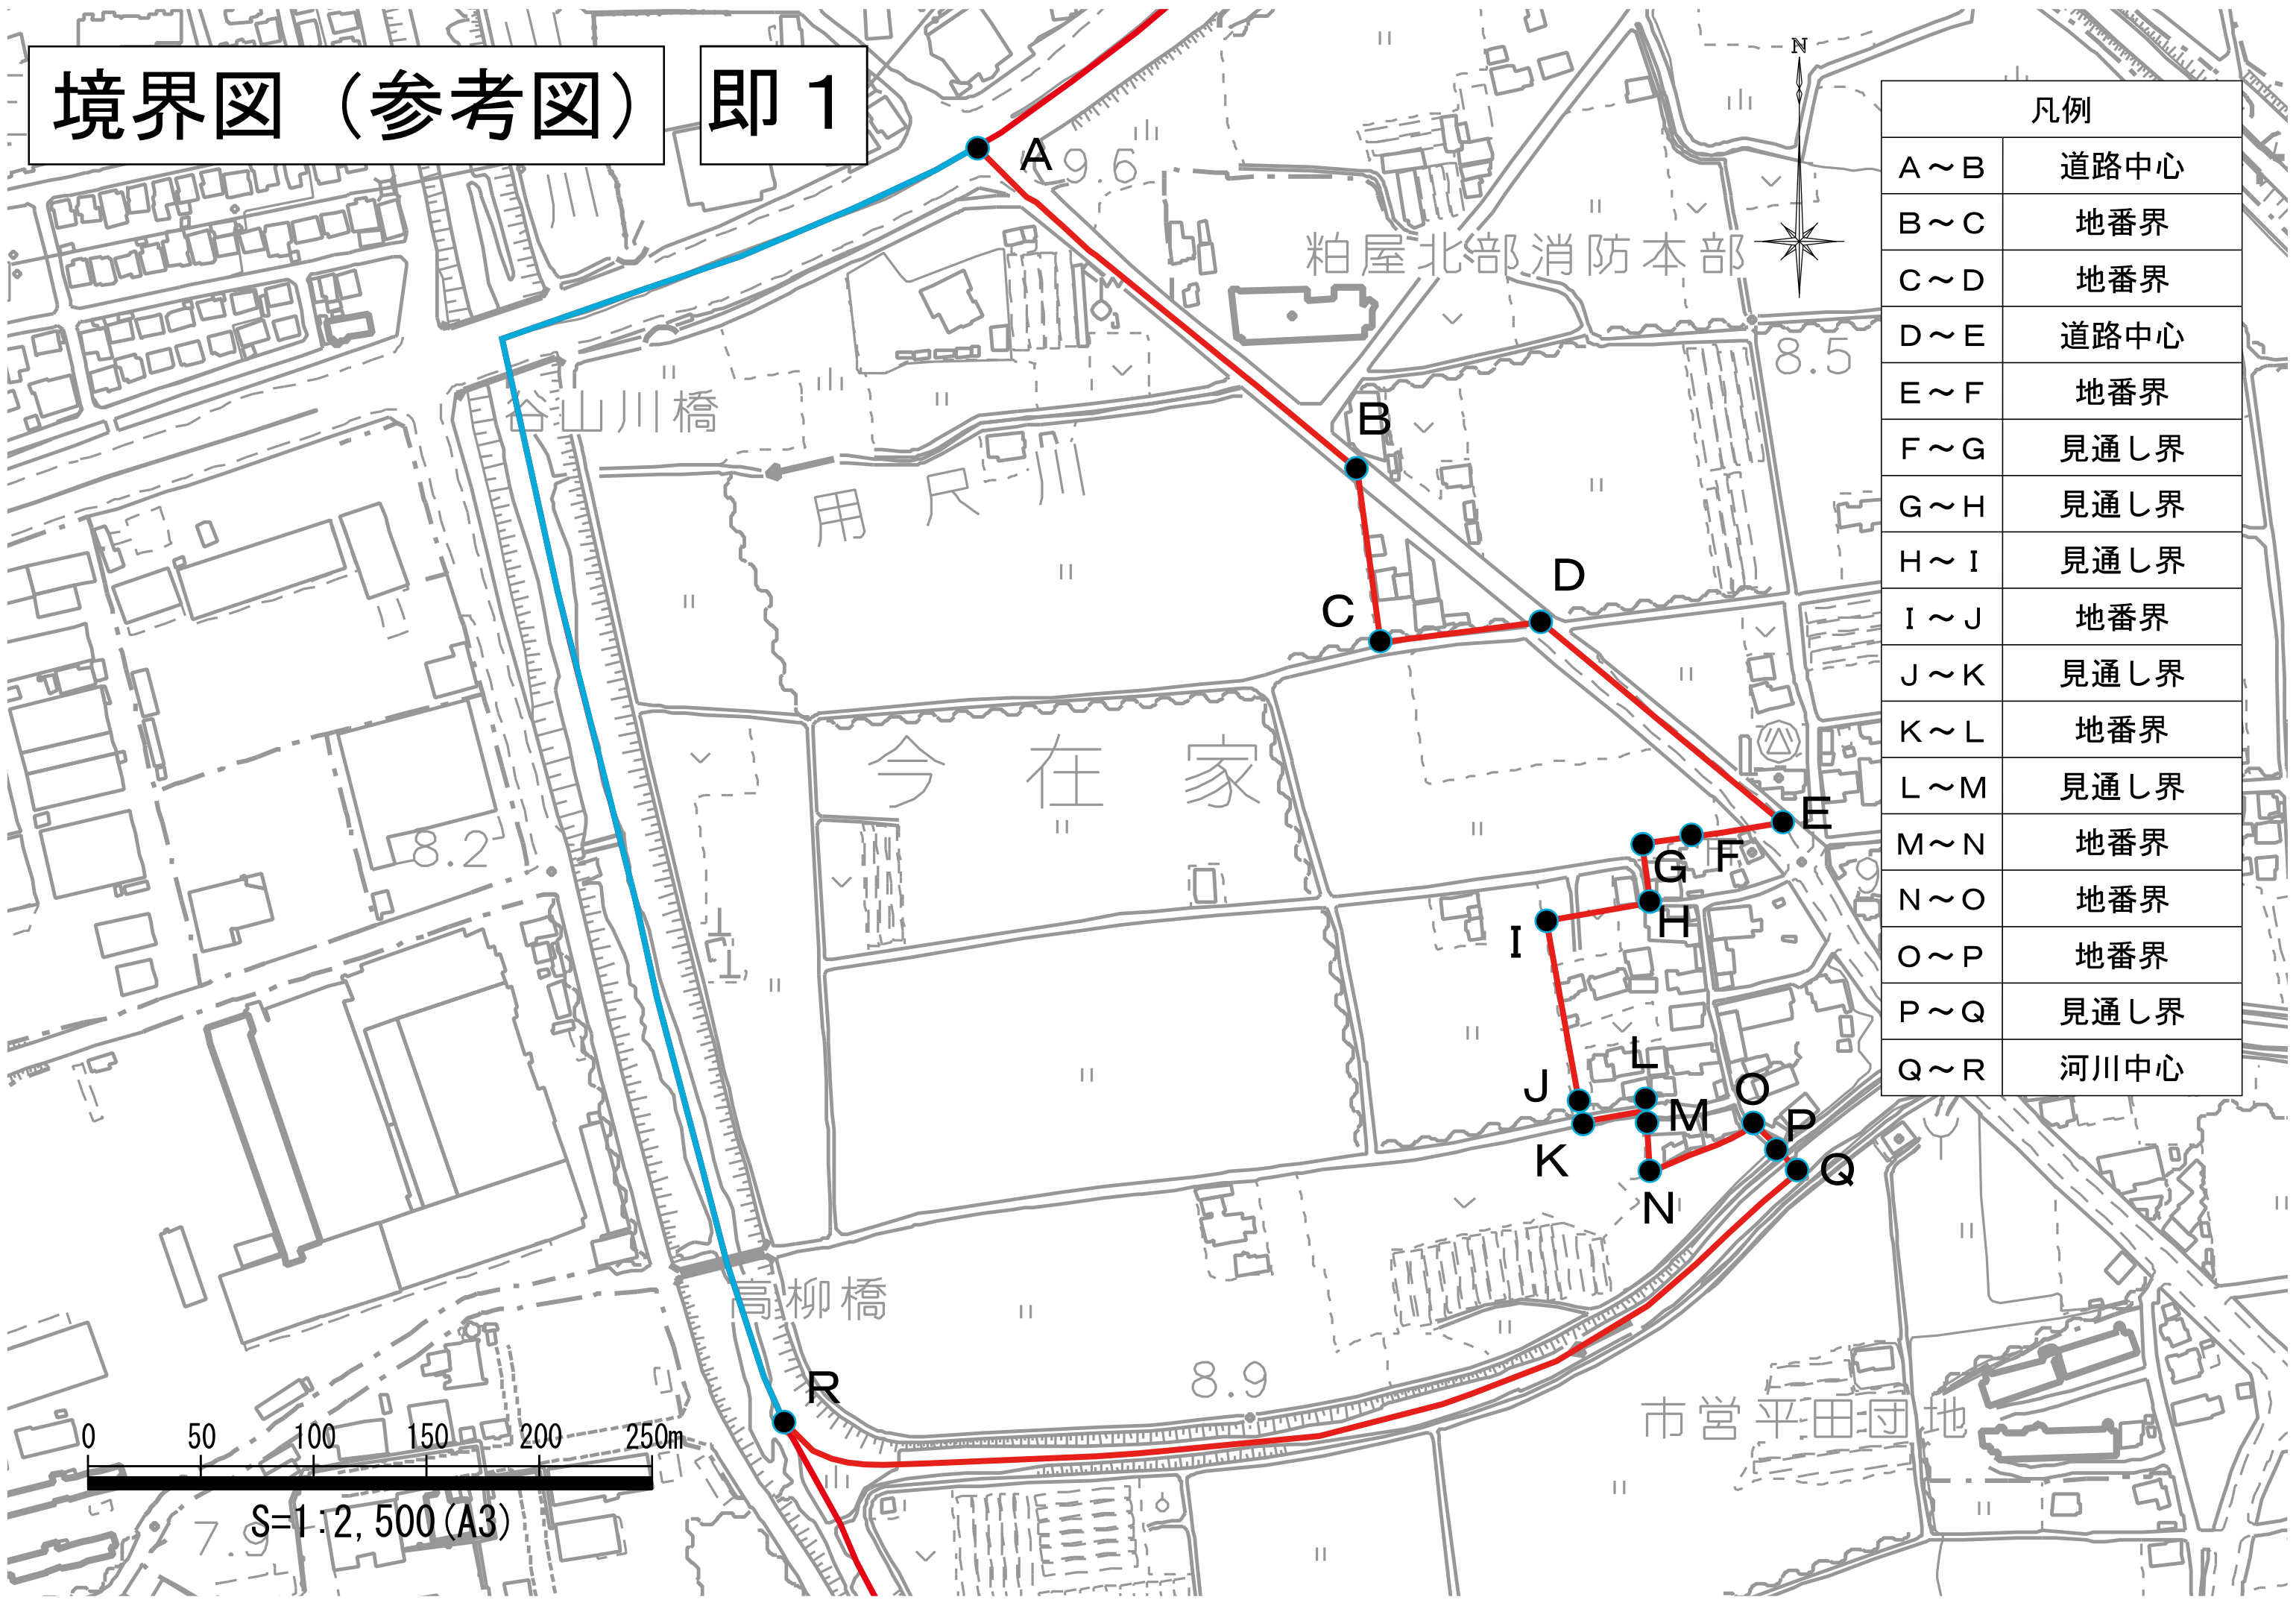 境界図（参考図）
即１
N
凡例
A～B 道路中心
B～C 地番界
C～D 地番界
D～E 道路中心
E～F 地番界
F～G 見通し界
G～H 見通し界
H～I 見通し界
I～J 地番界
J～K 見通し界
K～L 地番界
L～M 見通し界
M～N 地番界
N～O 地番界
O～P 地番界
P～Q 見通し界
Q～R 河川中心
A
9.6
粕屋北部消防本部
8.5
谷山川橋
B
用尺川
D
C
今在家
8.2
E
F
G
H
I
L
J
O
M
P
K
Q
N
高柳橋
8.9
R
市営平田団地
0 50 100 150 200 250m
S=1:2,500(A3)
7.9